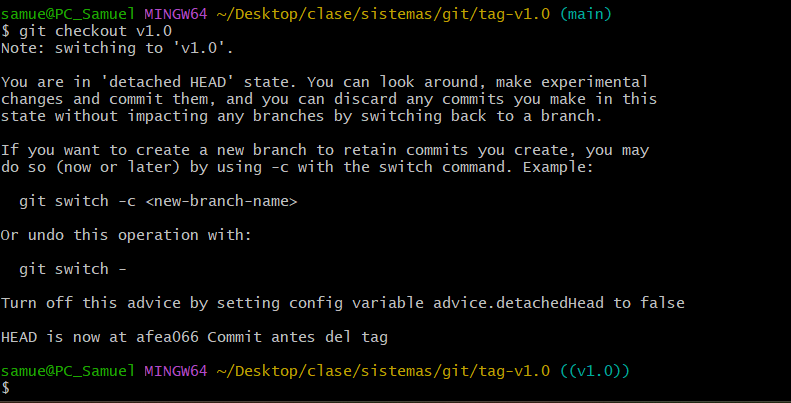 samue@PC_Samuel MINGW64 ~/Desktop/clase/sistemas/git/tag-v1.0 (main)
$ git checkout v1.0
Note: switching to 'v1.0'.
You are in 'detached HEAD' state. You can look around, make experimental
changes and commit them, and you can discard any commits you make in this
state without impacting any branches by switching back to a branch.
If you want to create a new branch to retain commits you create, you may
do so (now or later) by using -c with the switch command. Example:
git switch -c <new-branch-name>
Or undo this operation with:
git switch -
Turn off this advice by setting config variable advice.detachedHead to false
HEAD is now at afea066 Commit antes del tag
samue@PC_Samuel MINGW64 ~/Desktop/clase/sistemas/git/tag-v1.0 ((v1.0))
$